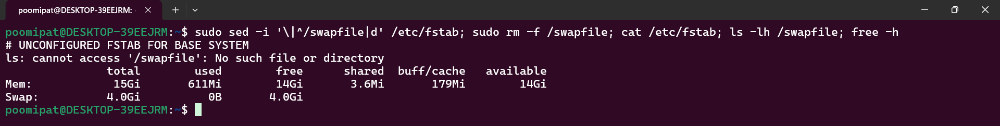 poomipat@DESKTOP-39EEJRM: ·
poomipat@DESKTOP-39EEJRM:~$ sudo sed -i '\|^/swapfile|d' /etc/fstab; sudo rm -f /swapfile; cat /etc/fstab; ls -lh /swapfile; free -h
# UNCONFIGURED FSTAB FOR BASE SYSTEM
ls: cannot access '/swapfile': No such file or directory
               total        used        free      shared  buff/cache   available
Mem:            15Gi       611Mi        14Gi       3.6Mi       179Mi        14Gi
Swap:          4.0Gi          0B       4.0Gi
poomipat@DESKTOP-39EEJRM:~$